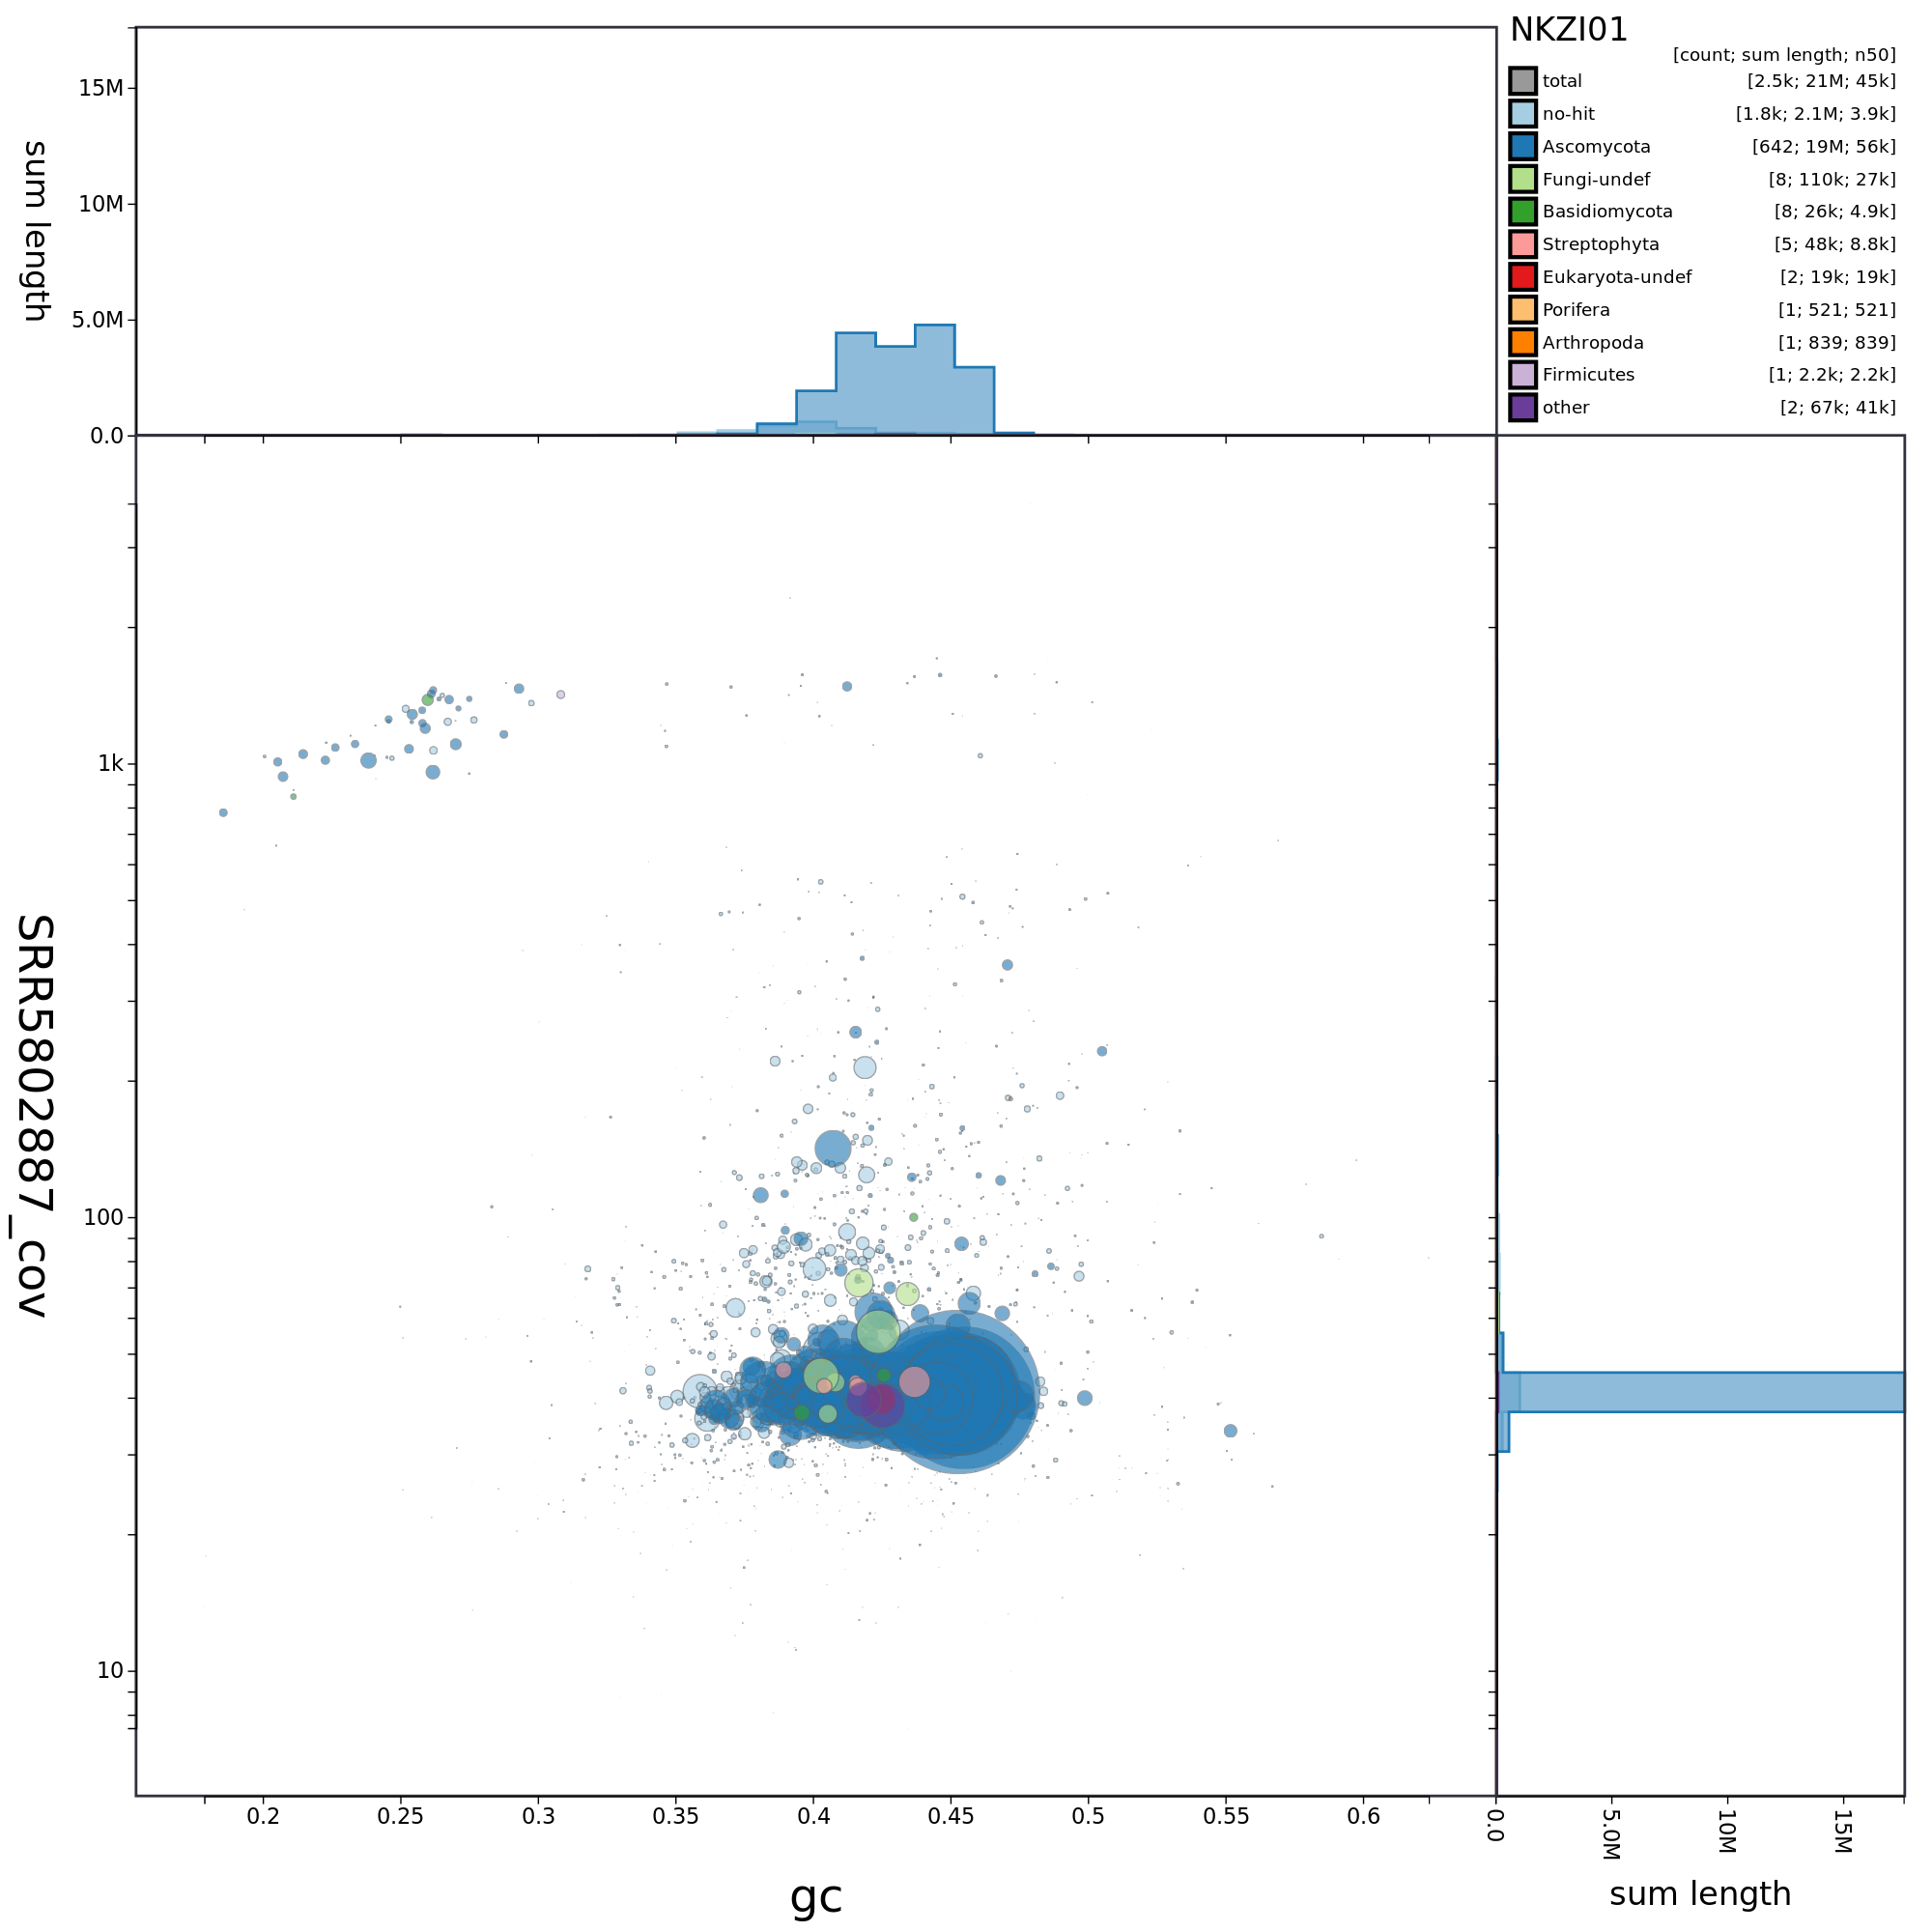 NKZI01
[count; sum length; n50]
total [2.5k; 21M; 45k]
no-hit [1.8k; 2.1M; 3.9k]
Ascomycota [642; 19M; 56k]
Fungi-undef [8; 110k; 27k]
Basidiomycota [8; 26k; 4.9k]
Streptophyta [5; 48k; 8.8k]
Eukaryota-undef [2; 19k; 19k]
Porifera [1; 521; 521]
Arthropoda [1; 839; 839]
Firmicutes [1; 2.2k; 2.2k]
other [2; 67k; 41k]
sum length
15M
10M
5.0M
0.0
SRR5802887_cov
1k
100
10
0.2 0.25 0.3 0.35 0.4 0.45 0.5 0.55 0.6
gc
0.0 5.0M 10M 15M
sum length